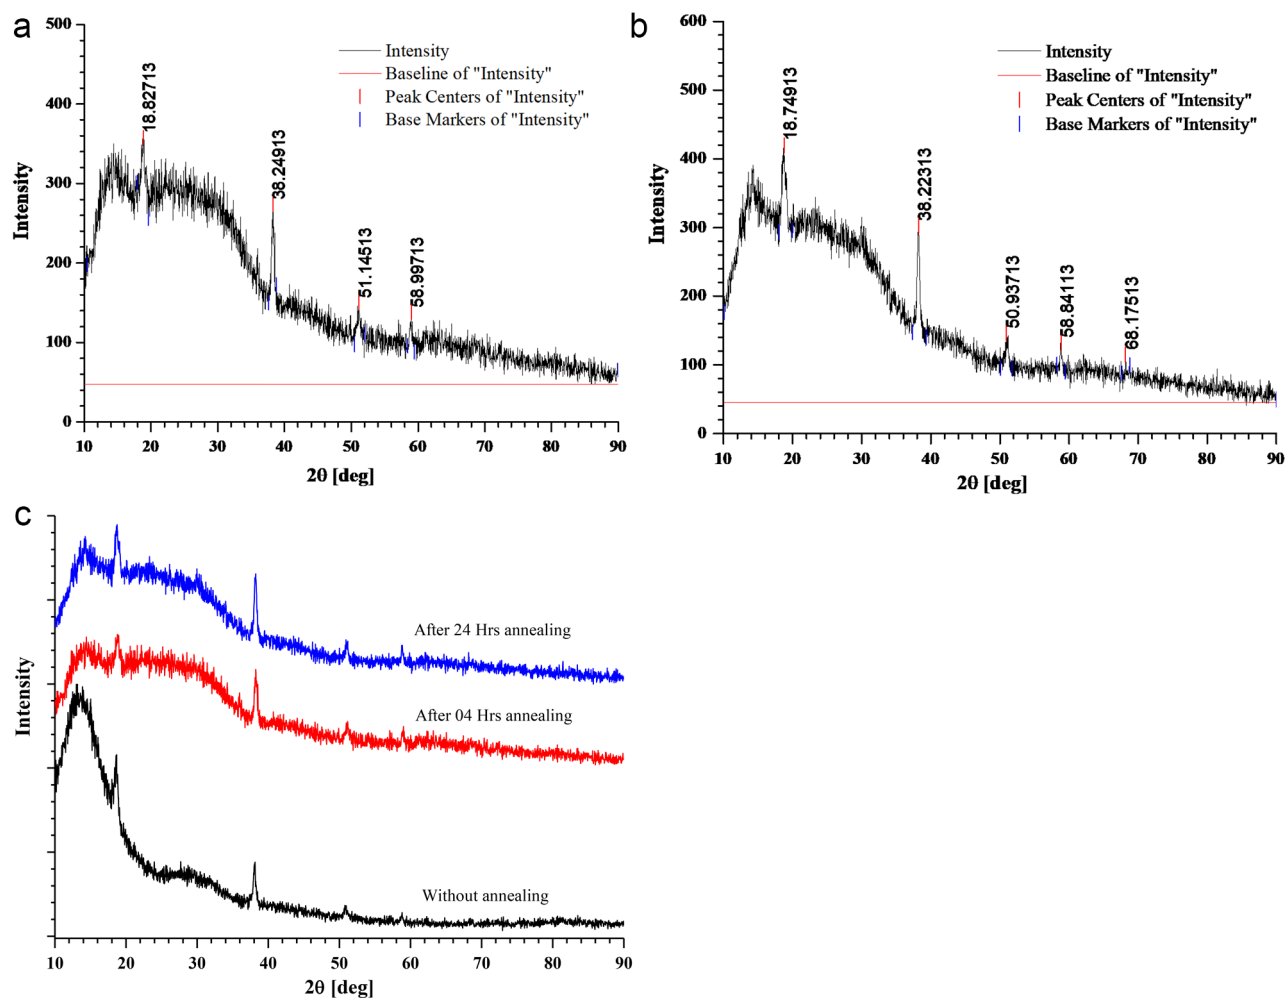 a
500
400
300
200
100
0
Intensity
10 20 30 40 50 60 70 80 90
2θ [deg]
Intensity
Baseline of "Intensity"
Peak Centers of "Intensity"
Base Markers of "Intensity"
18.82713
38.24913
51.14513
58.99713
b
600
500
400
300
200
100
0
Intensity
10 20 30 40 50 60 70 80 90
2θ [deg]
Intensity
Baseline of "Intensity"
Peak Centers of "Intensity"
Base Markers of "Intensity"
18.74913
38.22313
50.93713
58.84113
68.17513
c
Intensity
After 24 Hrs annealing
After 04 Hrs annealing
Without annealing
10 20 30 40 50 60 70 80 90
2θ [deg]